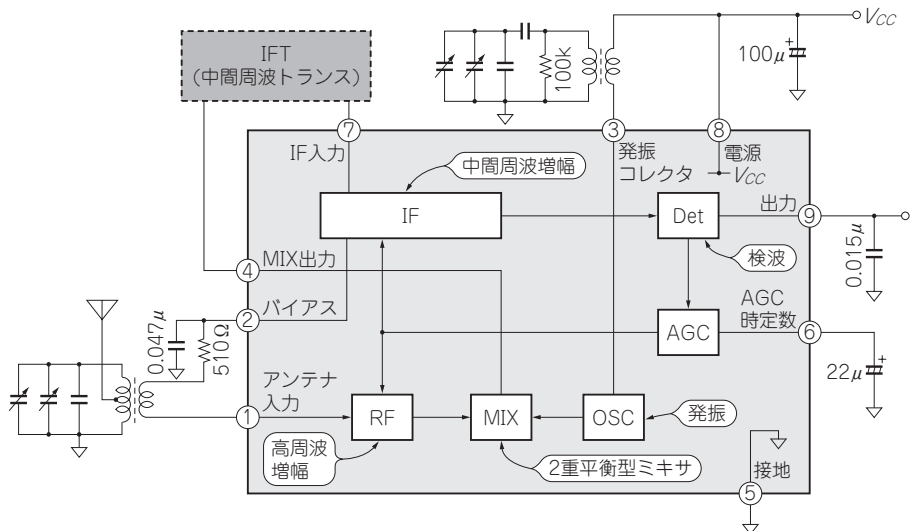 IFT
(中間周波トランス)
100k
VCC
100μ
+
⑦
IF入力
③
発振
コレクタ
⑧
電源
VCC
中間周波増幅
IF
Det
出力
⑨
検波
0.015μ
④
MIX出力
②
バイアス
0.047μ
510Ω
AGC
AGC
時定数
⑥
22μ
+
アンテナ
入力
①
RF
MIX
OSC
発振
高周波
増幅
2重平衡型ミキサ
接地
⑤